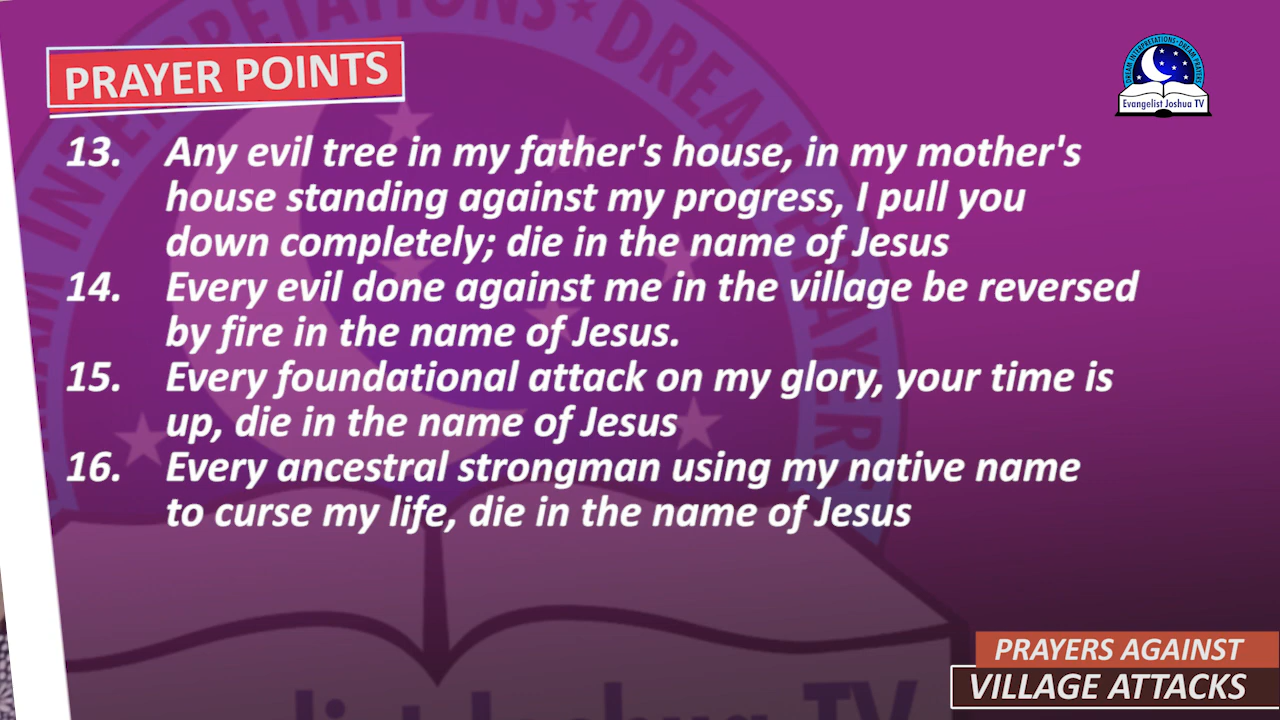 PRAYER POINTS
DREAM INTERPRETATIONS • DREAM PRAYERS
Evangelist Joshua TV
13. Any evil tree in my father's house, in my mother's
house standing against my progress, I pull you
down completely; die in the name of Jesus
14. Every evil done against me in the village be reversed
by fire in the name of Jesus.
15. Every foundational attack on my glory, your time is
up, die in the name of Jesus
16. Every ancestral strongman using my native name
to curse my life, die in the name of Jesus
PRAYERS AGAINST
VILLAGE ATTACKS